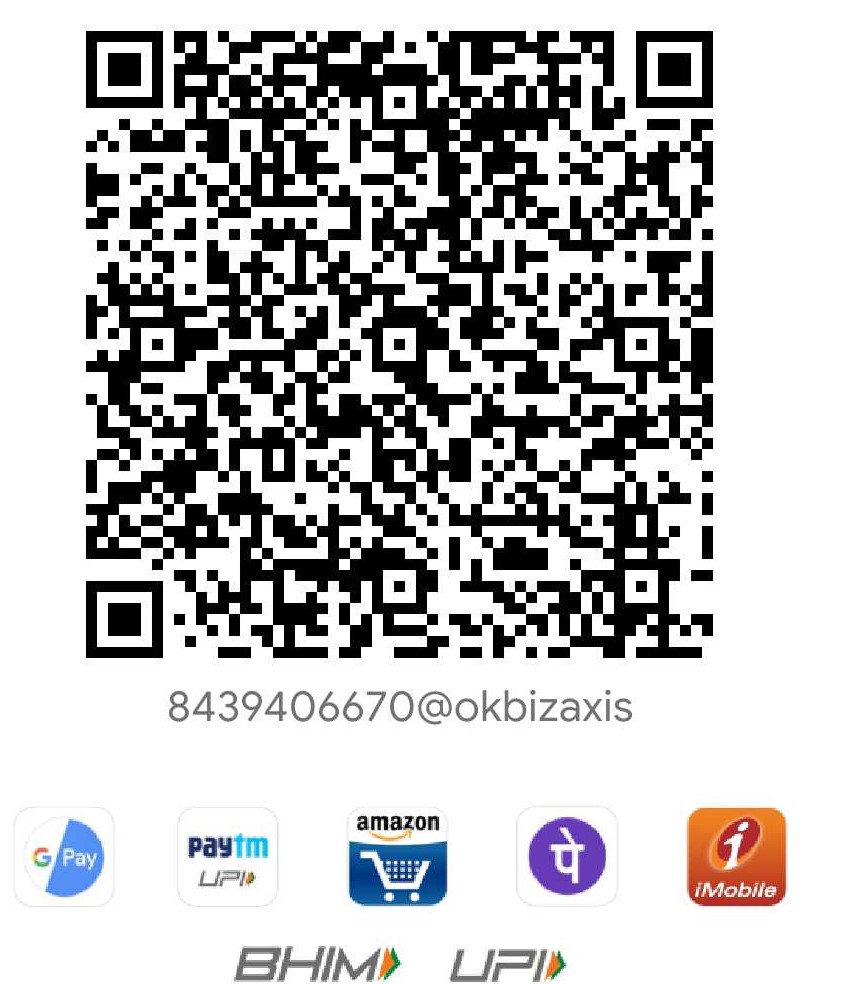 8439406670@okbizaxis
G Pay
paytm
UPI
amazon
पे
i
iMobile
BHIM UPI